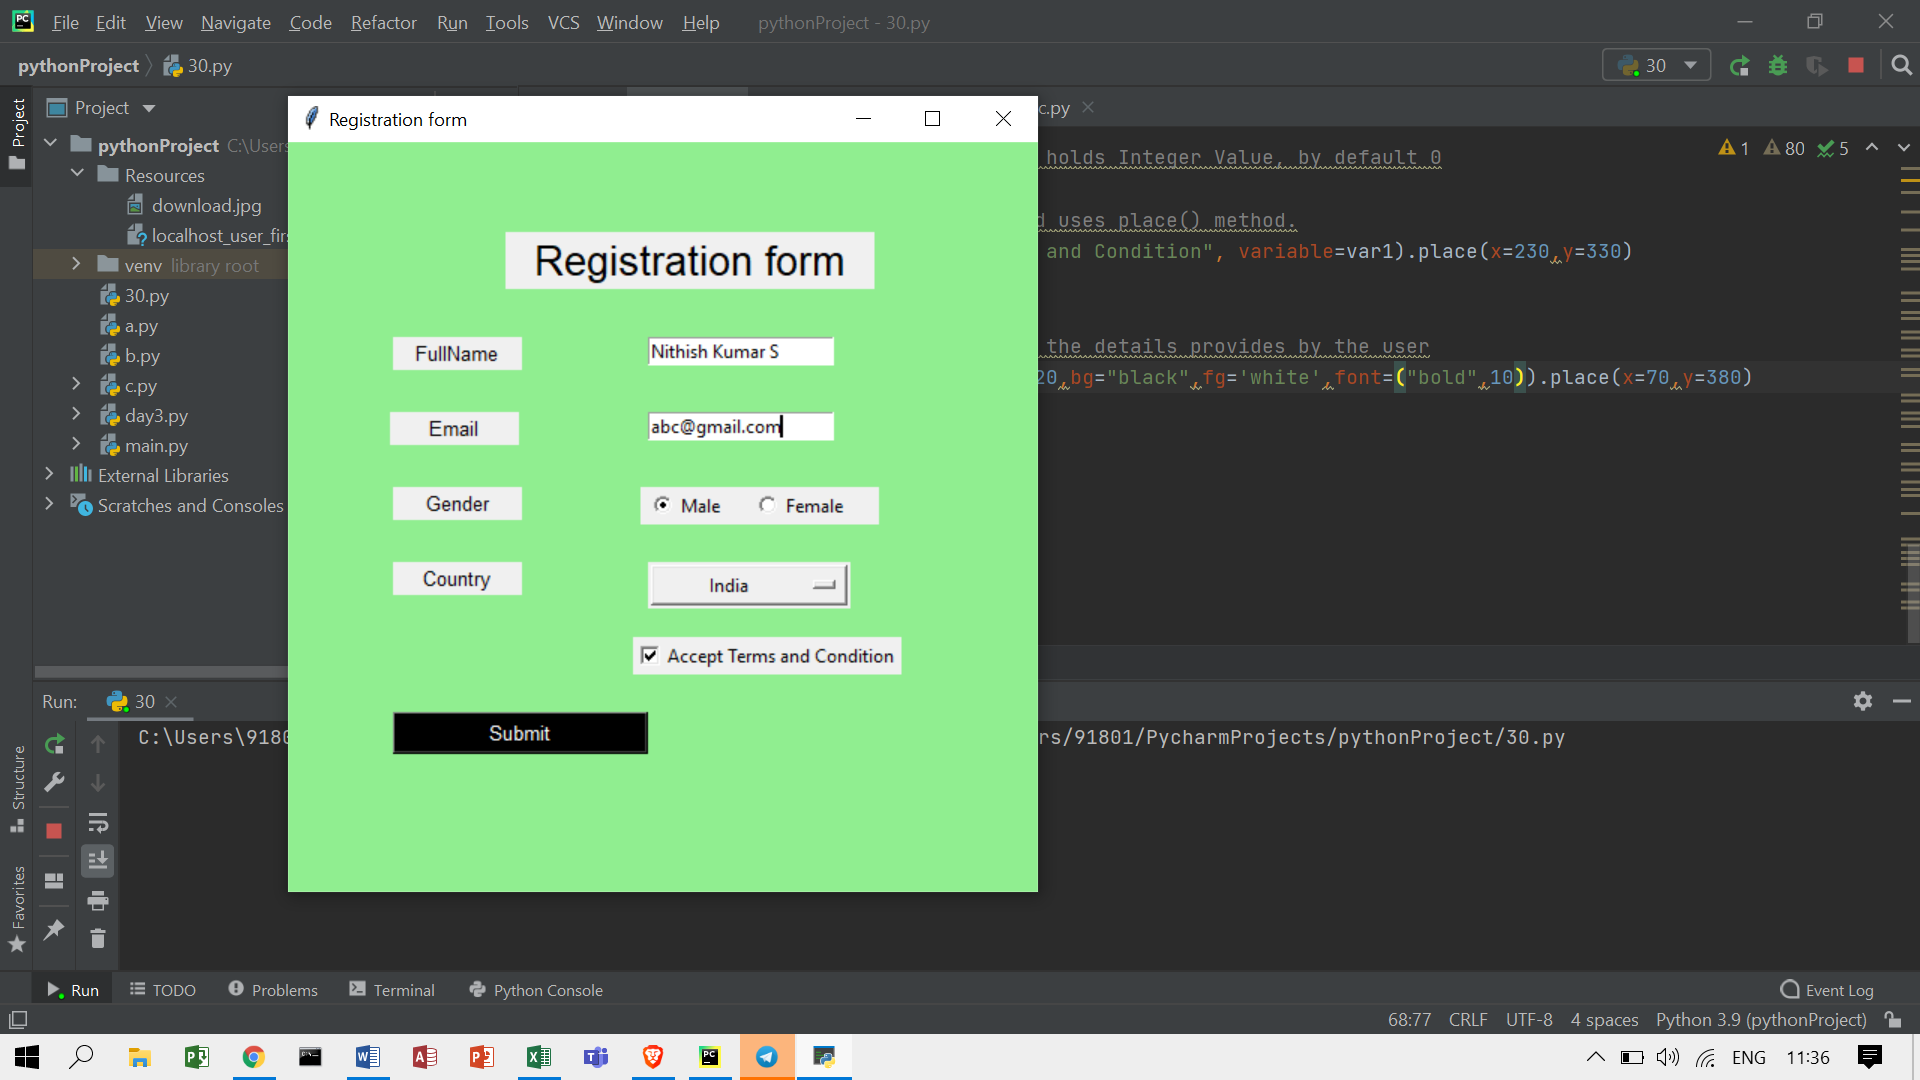 File Edit View Navigate Code Refactor Run Tools VCS Window Help pythonProject - 30.py
pythonProject 30.py
30
Project
Project
c.py
pythonProject C:\Users
Resources
download.jpg
localhost_user_firs
venv library root
30.py
a.py
b.py
c.py
day3.py
main.py
External Libraries
Scratches and Consoles
Registration form
Registration form
FullName
Nithish Kumar S
Email
abc@gmail.com
Gender
Male
Female
Country
India
Accept Terms and Condition
Submit
holds Integer Value, by default 0
1 80 5
d uses place() method.
and Condition", variable=var1).place(x=230,y=330)
the details provides by the user
20,bg="black",fg='white',font=("bold",10)).place(x=70,y=380)
Run: 30
C:\Users\9180
rs/91801/PycharmProjects/pythonProject/30.py
Structure
Favorites
Run TODO Problems Terminal Python Console Event Log
68:77 CRLF UTF-8 4 spaces Python 3.9 (pythonProject)
ENG 11:36